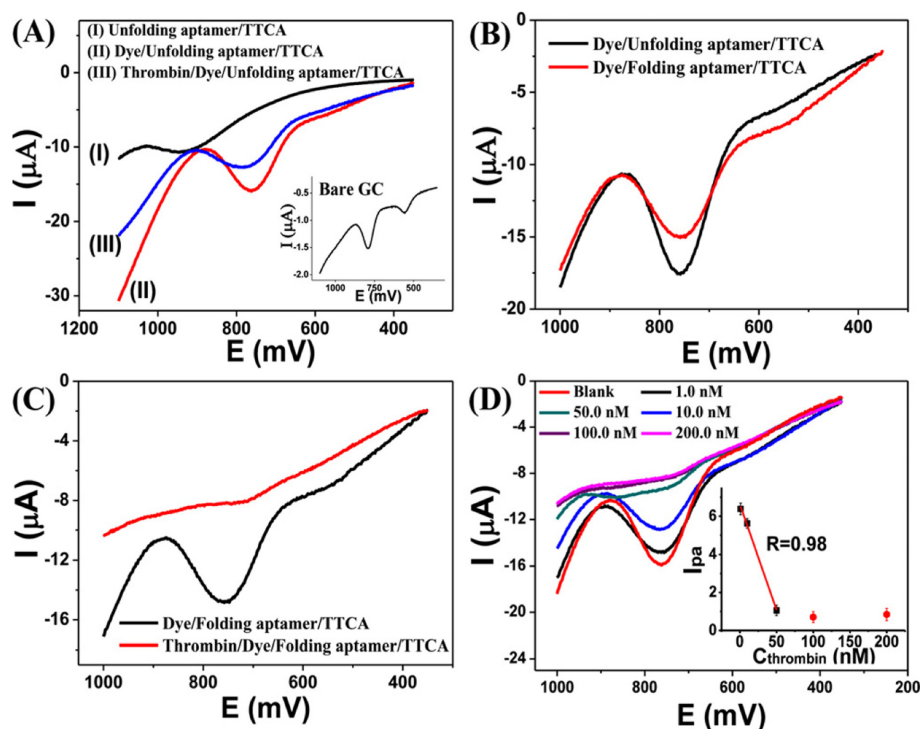 (A)
(I) Unfolding aptamer/TTCA
(II) Dye/Unfolding aptamer/TTCA
(III) Thrombin/Dye/Unfolding aptamer/TTCA
0
-10
-20
-30
I (μA)
(I)
(III)
(II)
Bare GC
-0.5
-1.0
-1.5
-2.0
I (μA)
1000 750 500
E (mV)
1200 1000 800 600 400
E (mV)
(B)
Dye/Unfolding aptamer/TTCA
Dye/Folding aptamer/TTCA
0
-5
-10
-15
-20
I (μA)
1000 800 600 400
E (mV)
(C)
0
-4
-8
-12
-16
I (μA)
Dye/Folding aptamer/TTCA
Thrombin/Dye/Folding aptamer/TTCA
1000 800 600 400
E (mV)
(D)
Blank 1.0 nM
50.0 nM 10.0 nM
100.0 nM 200.0 nM
0
-4
-8
-12
-16
-20
-24
I (μA)
6
4
2
0
Ipa
R=0.98
0 50 100 150 200
Cthrombin (nM)
1000 800 600 400 200
E (mV)